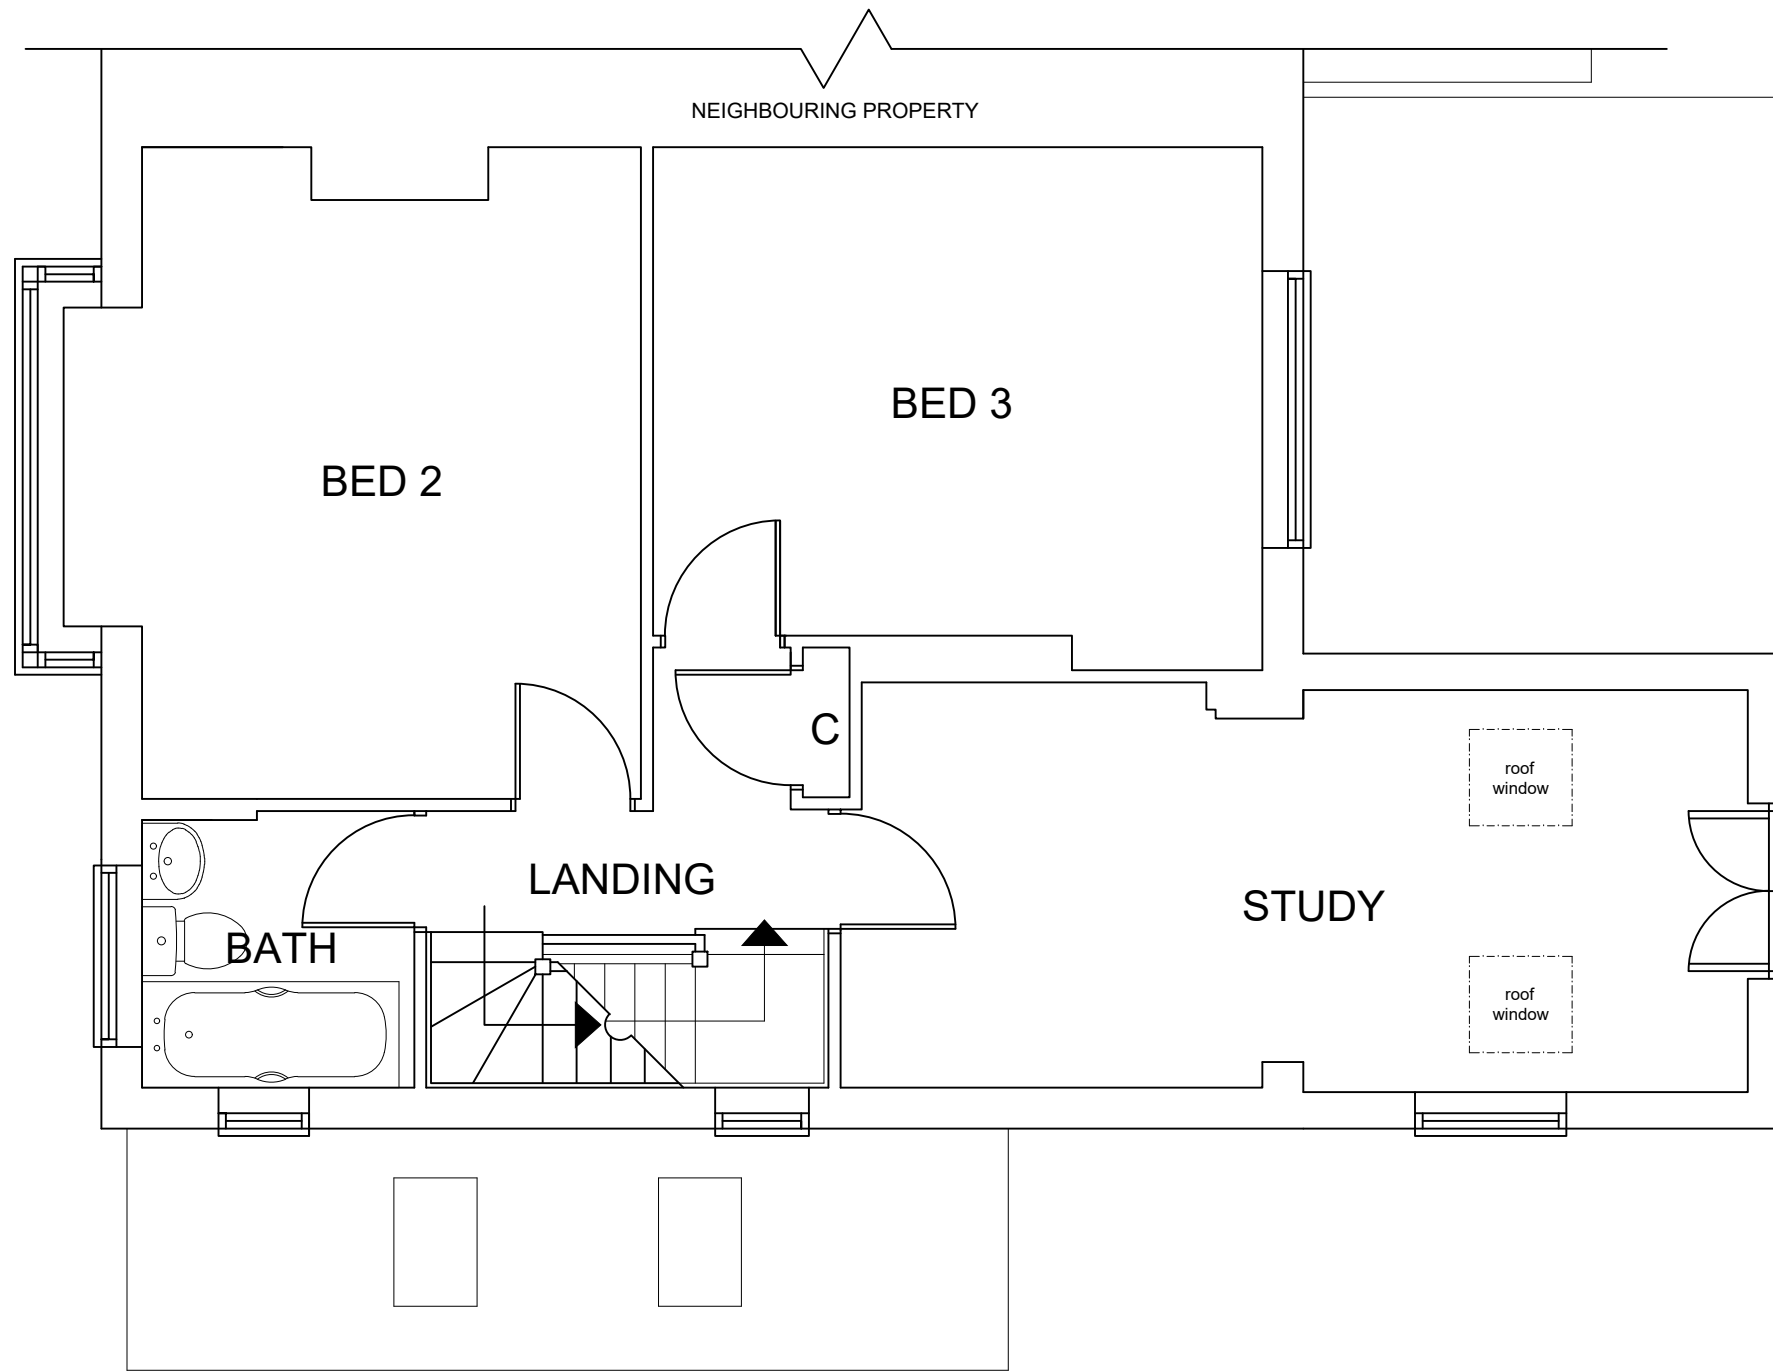 NEIGHBOURING PROPERTY
BED 3
BED 2
C
roof
window
LANDING
STUDY
BATH
roof
window